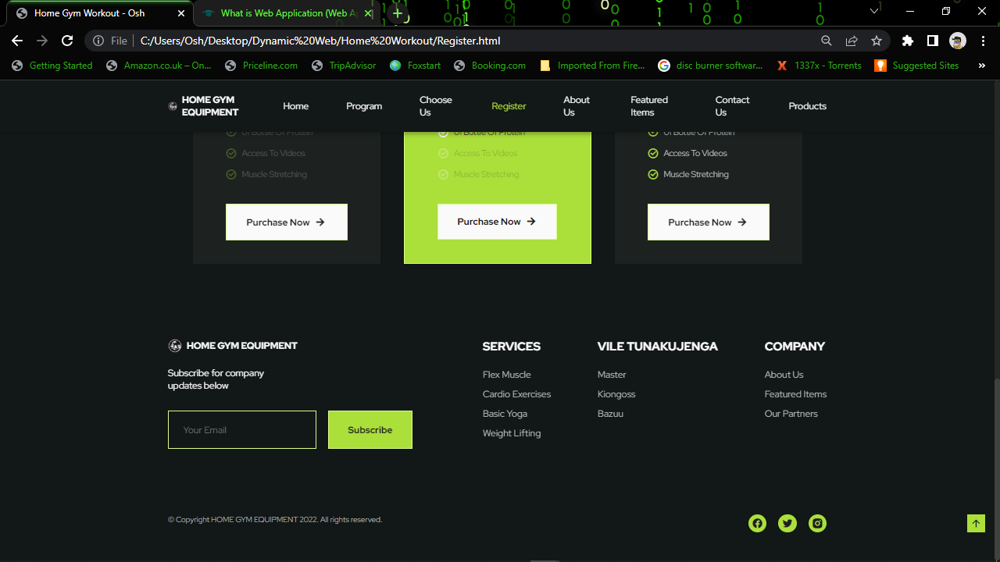 Home Gym Workout - Osh
What is Web Application (Web A
File
C:/Users/Osh/Desktop/Dynamic%20Web/Home%20Workout/Register.html
Getting Started
Amazon.co.uk – On...
Priceline.com
TripAdvisor
Foxstart
Booking.com
Imported From Fire...
disc burner softwar...
1337x - Torrents
Suggested Sites
»
HOME GYM
EQUIPMENT
Home
Program
Choose
Us
Register
About
Us
Featured
Items
Contact
Us
Products
Of Bottle Of Protein
Access To Videos
Muscle Stretching
Purchase Now
Of Bottle Of Protein
Access To Videos
Muscle Stretching
Purchase Now
Of Bottle Of Protein
Access To Videos
Muscle Stretching
Purchase Now
HOME GYM EQUIPMENT
Subscribe for company
updates below
Your Email
Subscribe
SERVICES
Flex Muscle
Cardio Exercises
Basic Yoga
Weight Lifting
VILE TUNAKUJENGA
Master
Kiongoss
Bazuu
COMPANY
About Us
Featured Items
Our Partners
© Copyright HOME GYM EQUIPMENT 2022. All rights reserved.